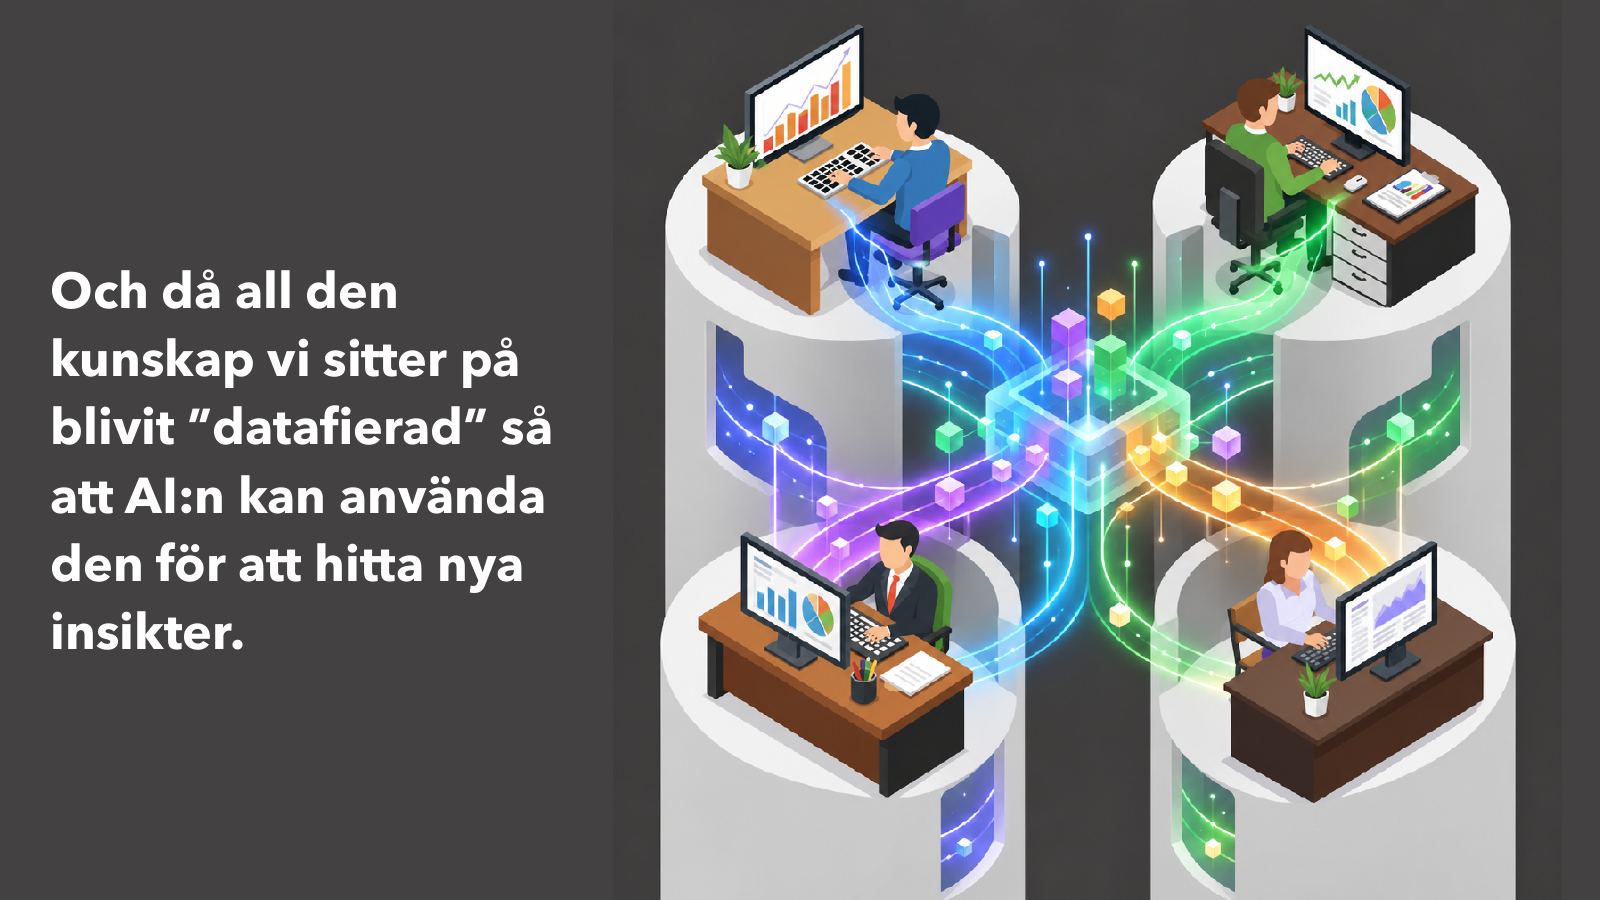 Och då all den
kunskap vi sitter på
blivit ”datafierad” så
att AI:n kan använda
den för att hitta nya
insikter.